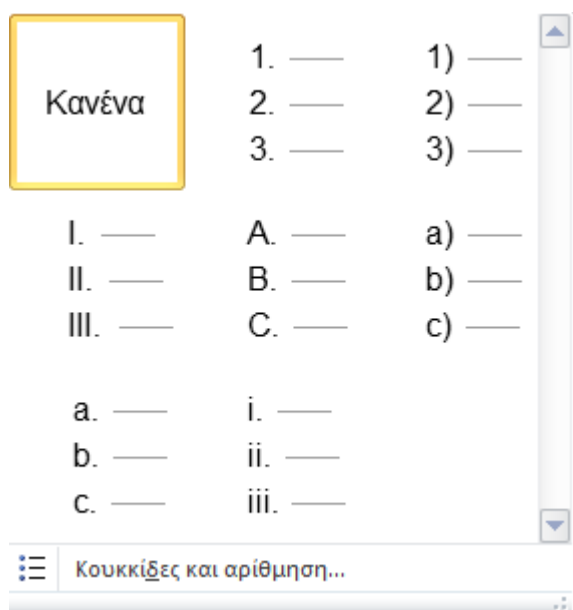 Κανένα
1.
2.
3.
1)
2)
3)
I.
II.
III.
A.
B.
C.
a)
b)
c)
a.
b.
c.
i.
ii.
iii.
Κουκκίδες και αρίθμηση...